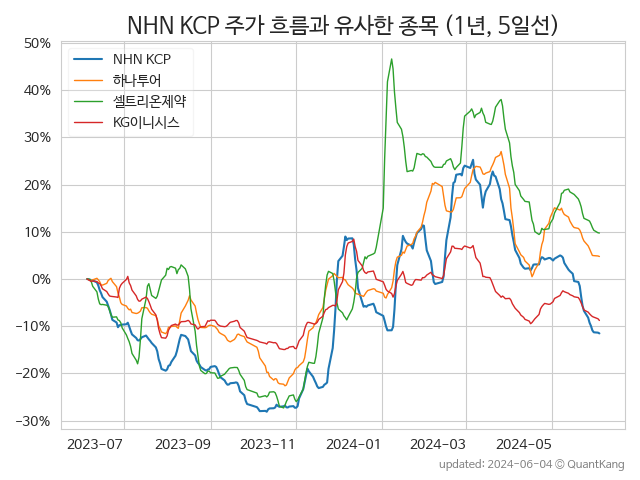 NHN KCP 주가 흐름과 유사한 종목 (1년, 5일선)
50%
40%
30%
20%
10%
0%
−10%
−20%
−30%
NHN KCP
하나투어
셀트리온제약
KG이니시스
2023-07
2023-09
2023-11
2024-01
2024-03
2024-05
updated: 2024-06-04 © QuantKang